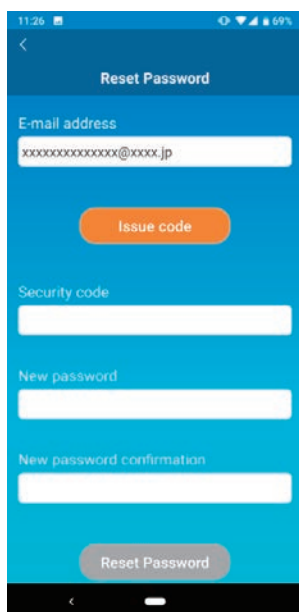 11:26 69%
Reset Password
E-mail address
xxxxxxxxxxxxxx@xxxx.jp
Issue code
Security code
New password
New password confirmation
Reset Password